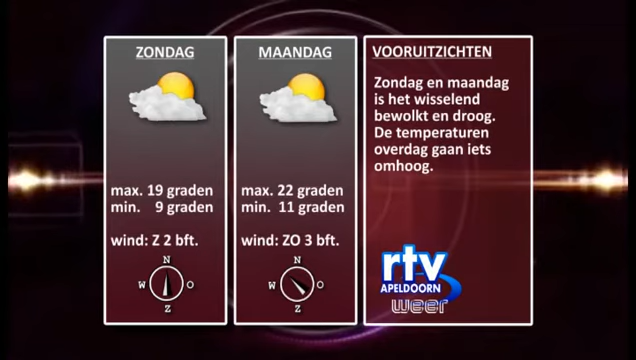 ZONDAG
max. 19 graden
min. 9 graden
wind: Z 2 bft.
N
W O
Z
MAANDAG
max. 22 graden
min. 11 graden
wind: ZO 3 bft.
N
W O
Z
VOORUITZICHTEN
Zondag en maandag
is het wisselend
bewolkt en droog.
De temperaturen
overdag gaan iets
omhoog.
rtv
APELDOORN
weer